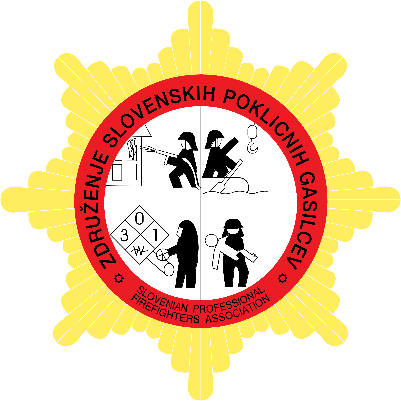 ZDRUŽENJE SLOVENSKIH POKLICNIH GASILCEV
0
3 1
W
SLOVENIAN PROFESSIONAL
FIREFIGHTERS ASSOCIATION